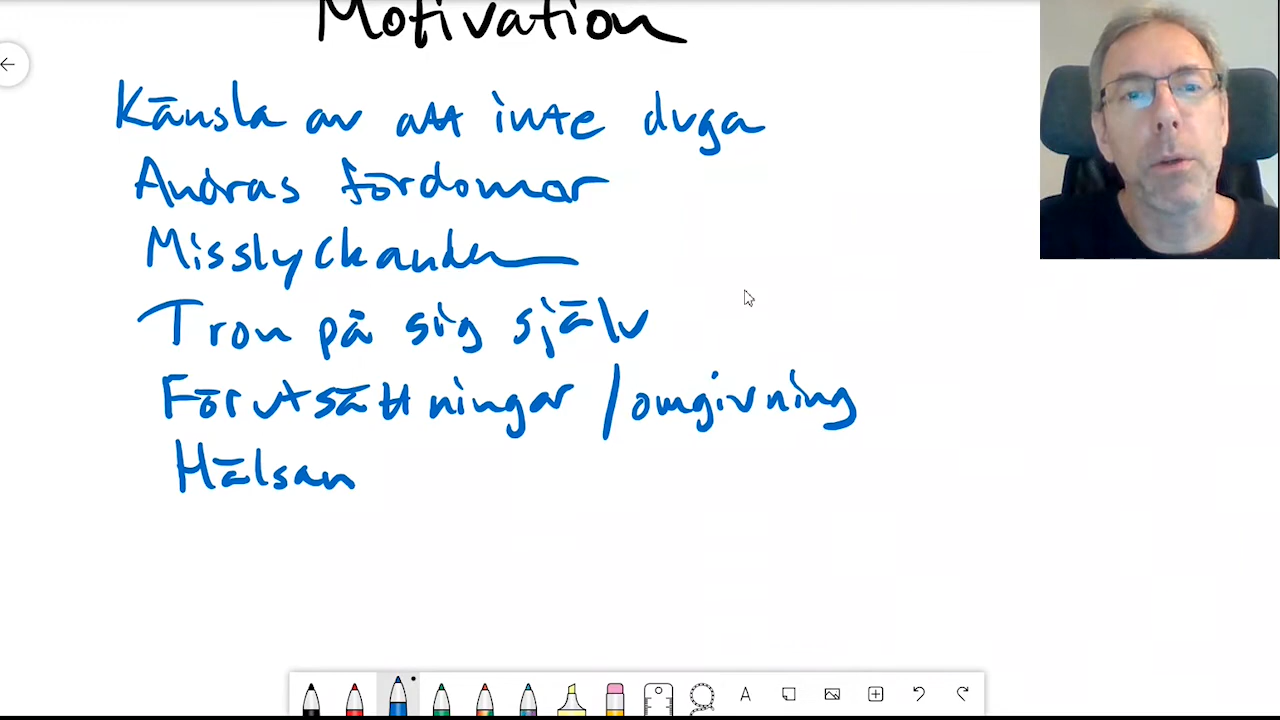 Motivation
Känsla av att inte duga
Andras fördomar
Misslyckanden
Tron på sig själv
Förutsättningar / omgivning
Hälsan
A